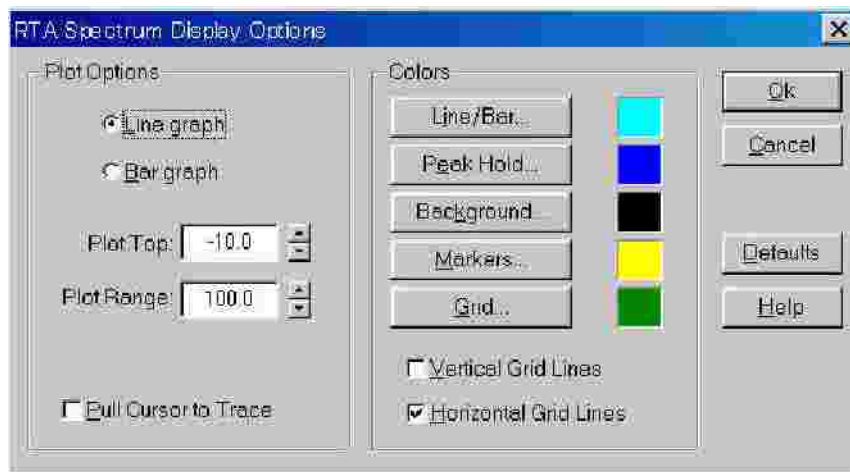 RTA Spectrum Display Options
Plot Options
Line graph
Bar graph
Plot Top: -10.0
Plot Range: 100.0
Pull Cursor to Trace
Colors
Line/Bar...
Peak Hold...
Background...
Markers...
Grid...
Vertical Grid Lines
Horizontal Grid Lines
Ok
Cancel
Defaults
Help